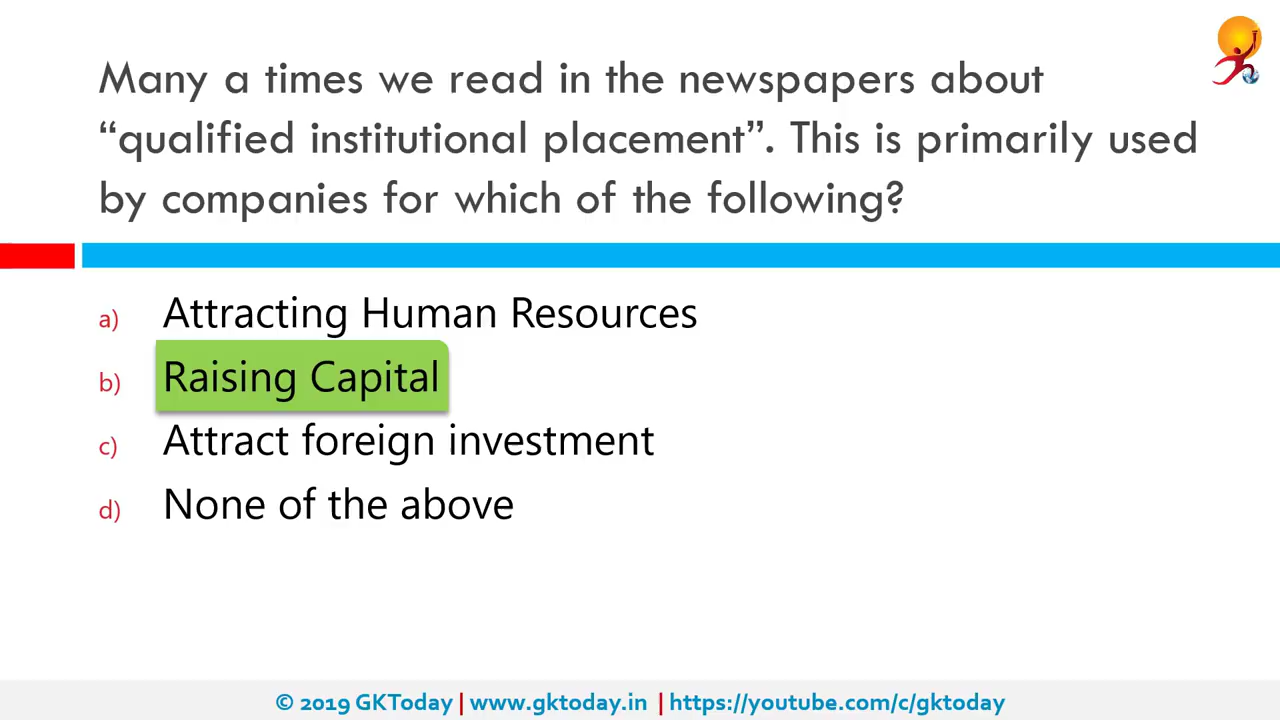 Many a times we read in the newspapers about
“qualified institutional placement”. This is primarily used
by companies for which of the following?
a) Attracting Human Resources
b) Raising Capital
c) Attract foreign investment
d) None of the above
© 2019 GKToday | www.gktoday.in | https://youtube.com/c/gktoday